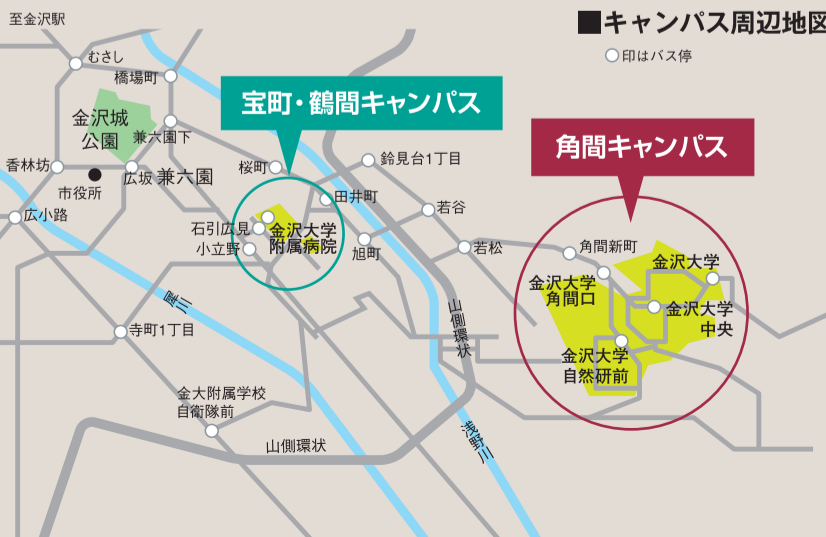 至金沢駅
■キャンパス周辺地図
○印はバス停
むさし
橋場町
宝町・鶴間キャンパス
金沢城
公園
兼六園下
角間キャンパス
香林坊
市役所
広坂
兼六園
桜町
鈴見台1丁目
田井町
若谷
広小路
石引広見
小立野
金沢大学
附属病院
旭町
若松
角間新町
金沢大学
金沢大学
角間口
金沢大学
中央
金沢大学
自然研前
犀川
山側環状
寺町1丁目
金大附属学校
自衛隊前
山側環状
浅野川